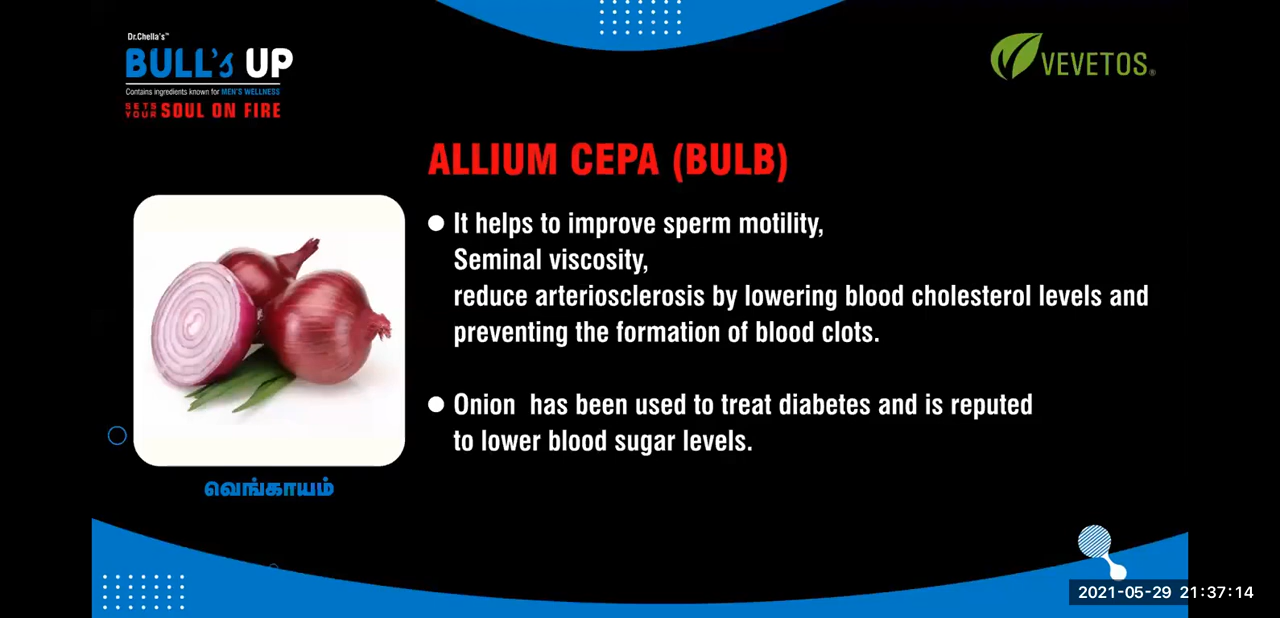 Dr.Chella's™
BULL's UP
Contains ingredients known for MEN'S WELLNESS
SETS YOUR SOUL ON FIRE
VEVETOS®
ALLIUM CEPA (BULB)
It helps to improve sperm motility,
Seminal viscosity,
reduce arteriosclerosis by lowering blood cholesterol levels and
preventing the formation of blood clots.
Onion has been used to treat diabetes and is reputed
to lower blood sugar levels.
வெங்காயம்
2021-05-29 21:37:14